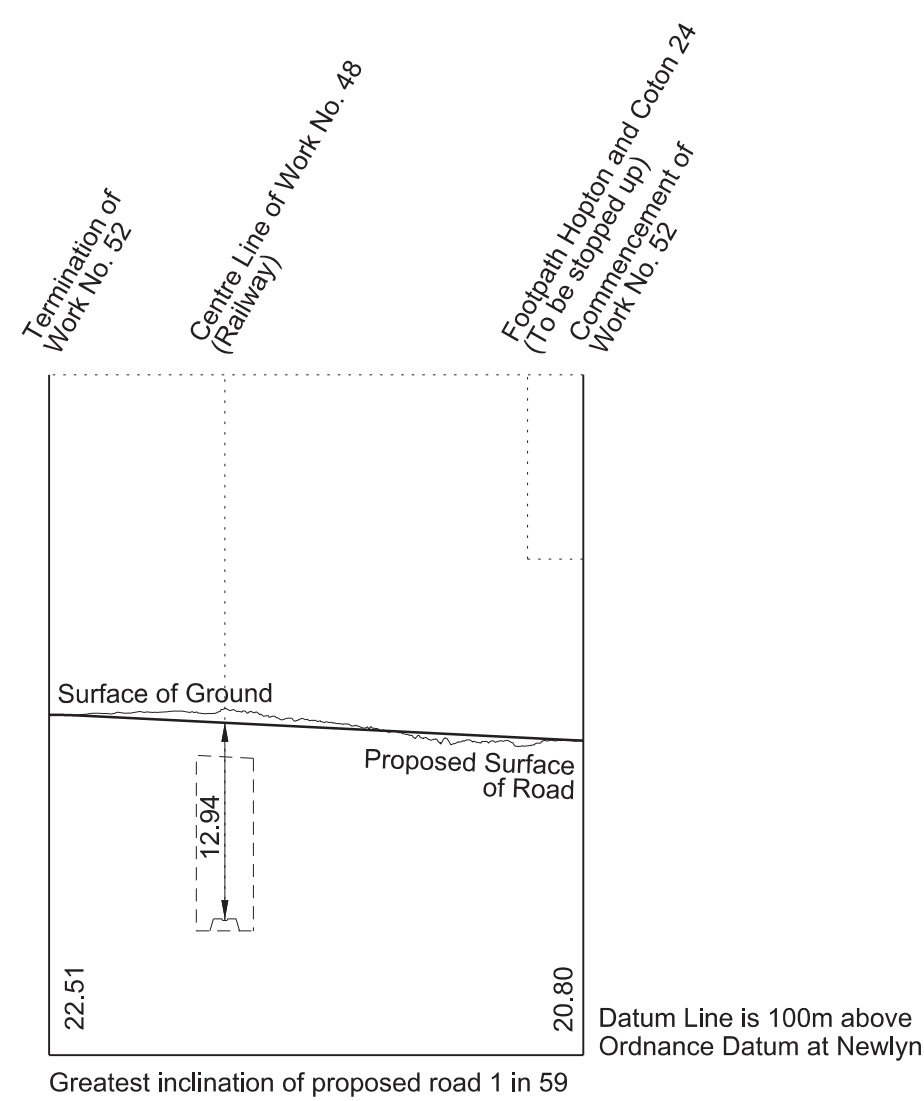 Termination of
Work No. 52
Centre Line of Work No. 48
(Railway)
Footpath Hopton and Coton 24
(To be stopped up)
Commencement of
Work No. 52
Surface of Ground
Proposed Surface
of Road
12.94
22.51
20.80
Datum Line is 100m above
Ordnance Datum at Newlyn
Greatest inclination of proposed road 1 in 59